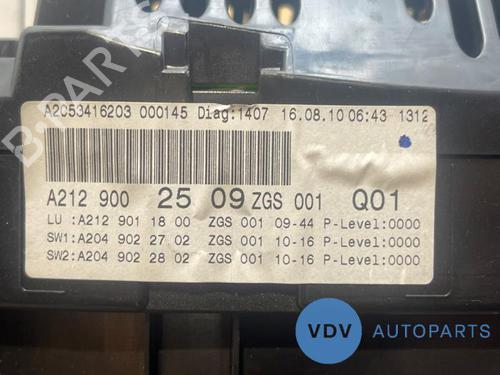 A2C53416203 000145 Diag:1407 16.08.10 06:43 1312
A212 900 25 09 ZGS 001 Q01
LU :A212 901 18 00 ZGS 001 09-44 P-Level:0000
SW1:A204 902 27 02 ZGS 001 10-16 P-Level:0000
SW2:A204 902 28 02 ZGS 001 10-16 P-Level:0000
B-PARTS
VDV AUTOPARTS